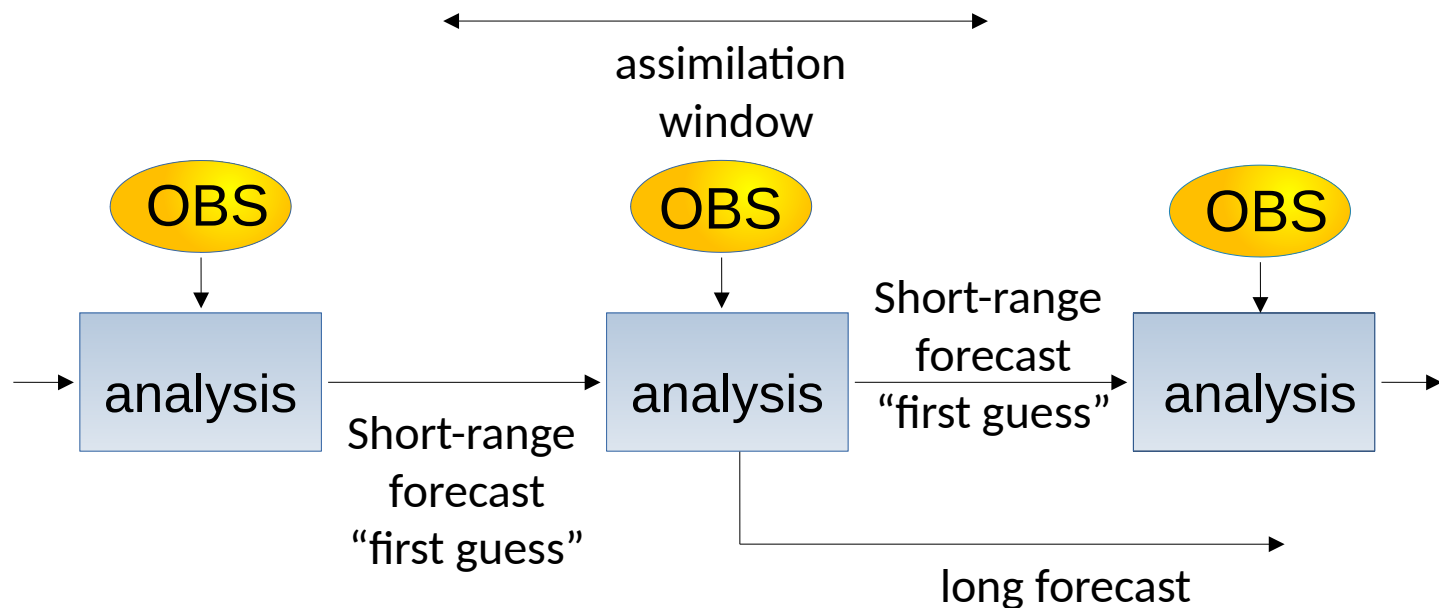 assimilation
window
OBS
OBS
OBS
analysis
Short-range
forecast
“first guess”
analysis
Short-range
forecast
“first guess”
analysis
long forecast